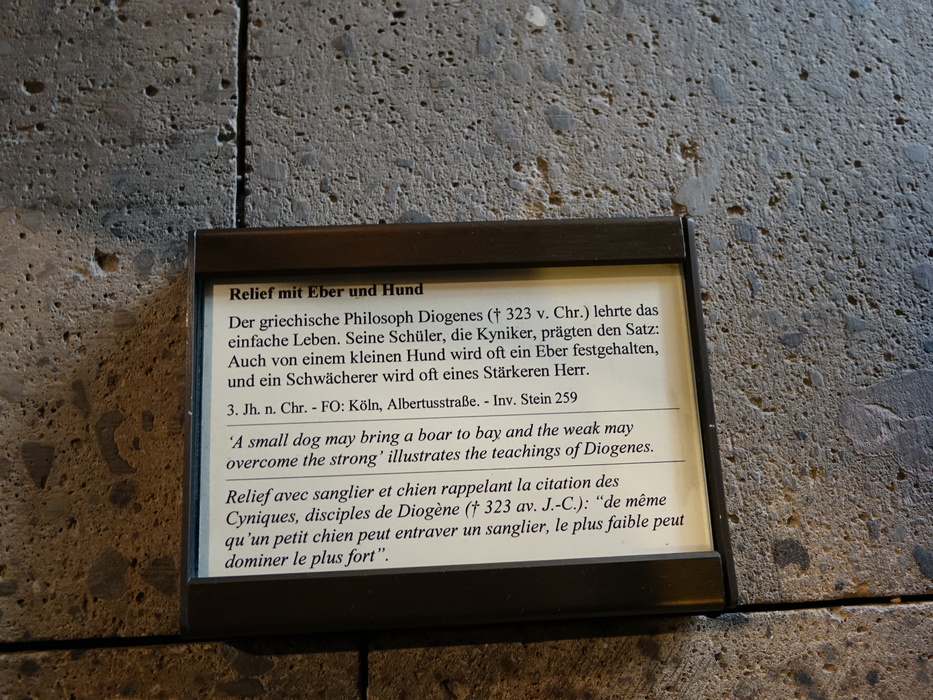 Relief mit Eber und Hund
Der griechische Philosoph Diogenes († 323 v. Chr.) lehrte das
einfache Leben. Seine Schüler, die Kyniker, prägten den Satz:
Auch von einem kleinen Hund wird oft ein Eber festgehalten,
und ein Schwächerer wird oft eines Stärkeren Herr.
3. Jh. n. Chr. - FO: Köln, Albertusstraße. - Inv. Stein 259
‘A small dog may bring a boar to bay and the weak may
overcome the strong’ illustrates the teachings of Diogenes.
Relief avec sanglier et chien rappelant la citation des
Cyniques, disciples de Diogène († 323 av. J.-C.): “de même
qu’un petit chien peut entraver un sanglier, le plus faible peut
dominer le plus fort”.